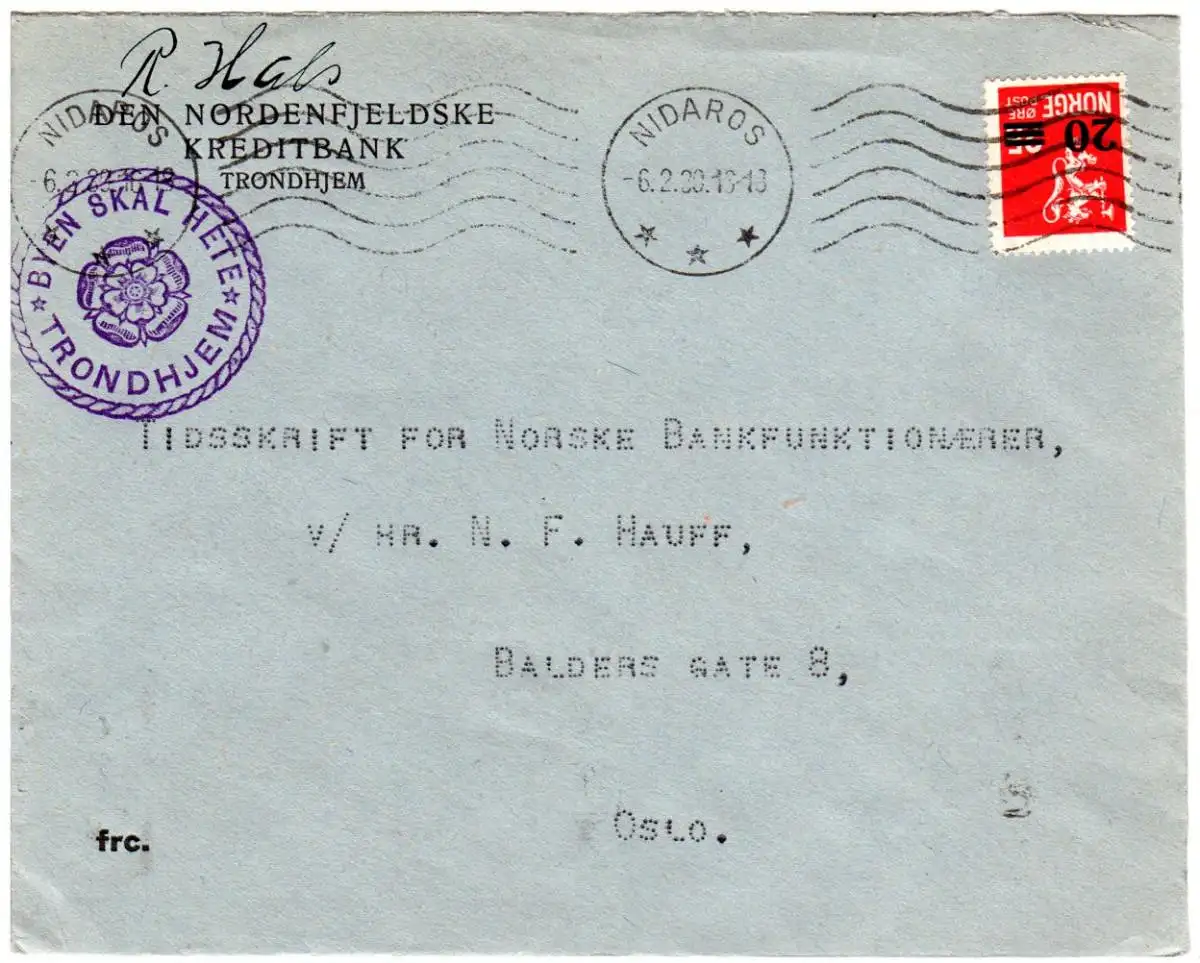 R. Hals
DEN NORDENFJELDSKE
KREDITBANK
TRONDHJEM
NIDAROS
NIDAROS
-6.2.30.18-18
NORGE
ØRE POST
20
BYEN SKAL HETE
TRONDHJEM
TIDSSKRIFT FOR NORSKE BANKFUNKTIONÆRER,
V/ HR. N. F. HAUFF,
BALDERS GATE 8,
OSLO.
frc.